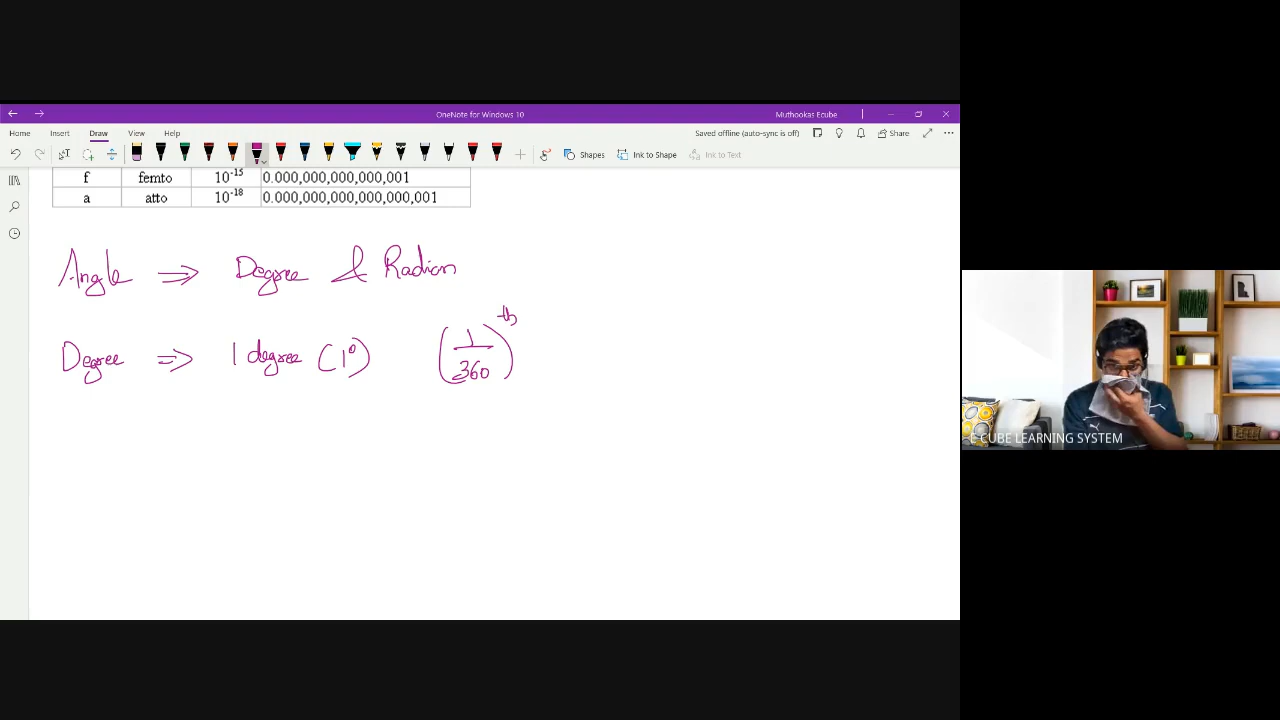 OneNote for Windows 10
Muthookas Ecube
Home Insert Draw View Help
Saved offline (auto-sync is off)
Share
Shapes Ink to Shape Ink to Text
f femto 10^-15 0.000,000,000,000,001
a atto 10^-18 0.000,000,000,000,000,001
Angle ⇒ Degree & Radian
Degree ⇒ 1 degree (1°) (1/360)^th
E CUBE LEARNING SYSTEM